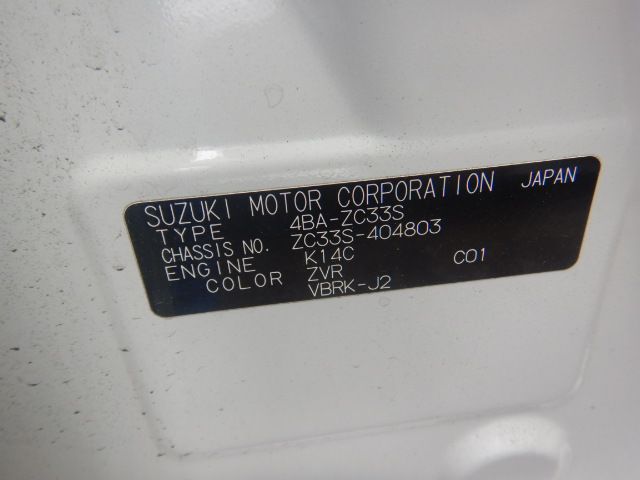 SUZUKI MOTOR CORPORATION JAPAN
TYPE 4BA-ZC33S
CHASSIS NO. ZC33S-404803
ENGINE K14C C01
COLOR ZVR
VBRK-J2